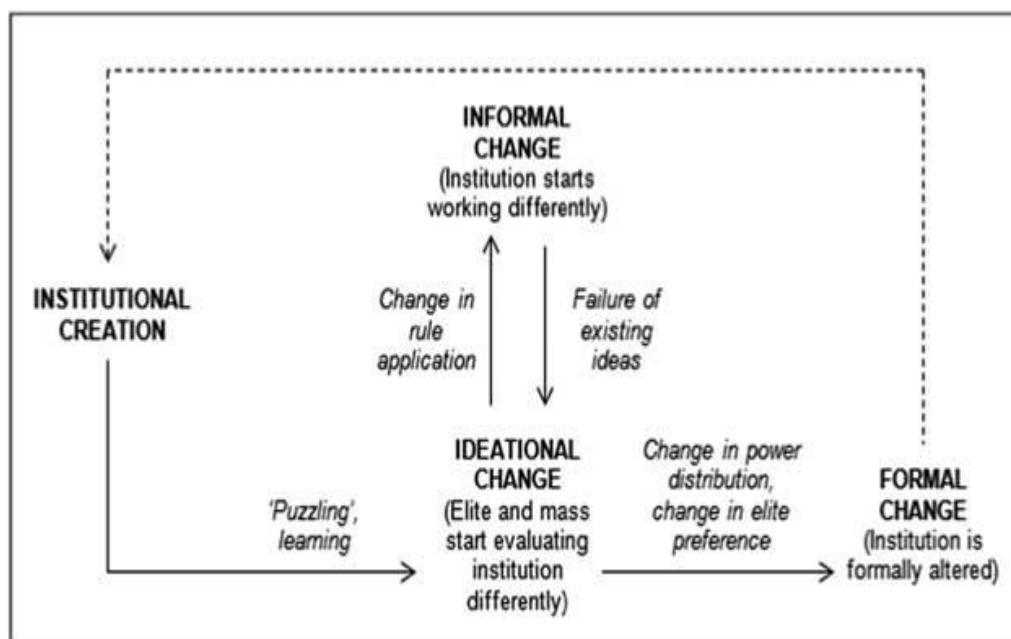 INFORMAL
CHANGE
(Institution starts
working differently)
INSTITUTIONAL
CREATION
Change in
rule
application
Failure of
existing
ideas
'Puzzling',
learning
IDEATIONAL
CHANGE
(Elite and mass
start evaluating
institution
differently)
Change in power
distribution,
change in elite
preference
FORMAL
CHANGE
(Institution is
formally altered)